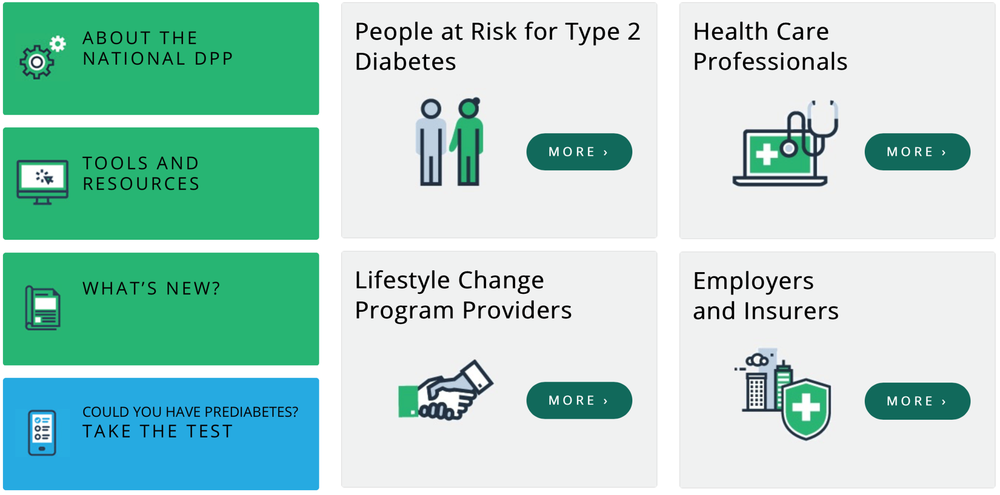 ABOUT THE
NATIONAL DPP
TOOLS AND
RESOURCES
WHAT’S NEW?
COULD YOU HAVE PREDIABETES?
TAKE THE TEST
People at Risk for Type 2
Diabetes
MORE ›
Health Care
Professionals
MORE ›
Lifestyle Change
Program Providers
MORE ›
Employers
and Insurers
MORE ›